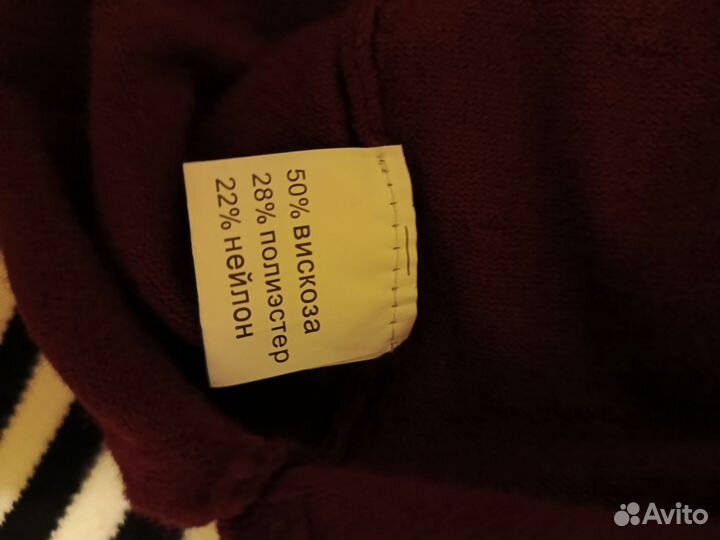 50% вискоза
28% полиэстер
22% нейлон
Avito